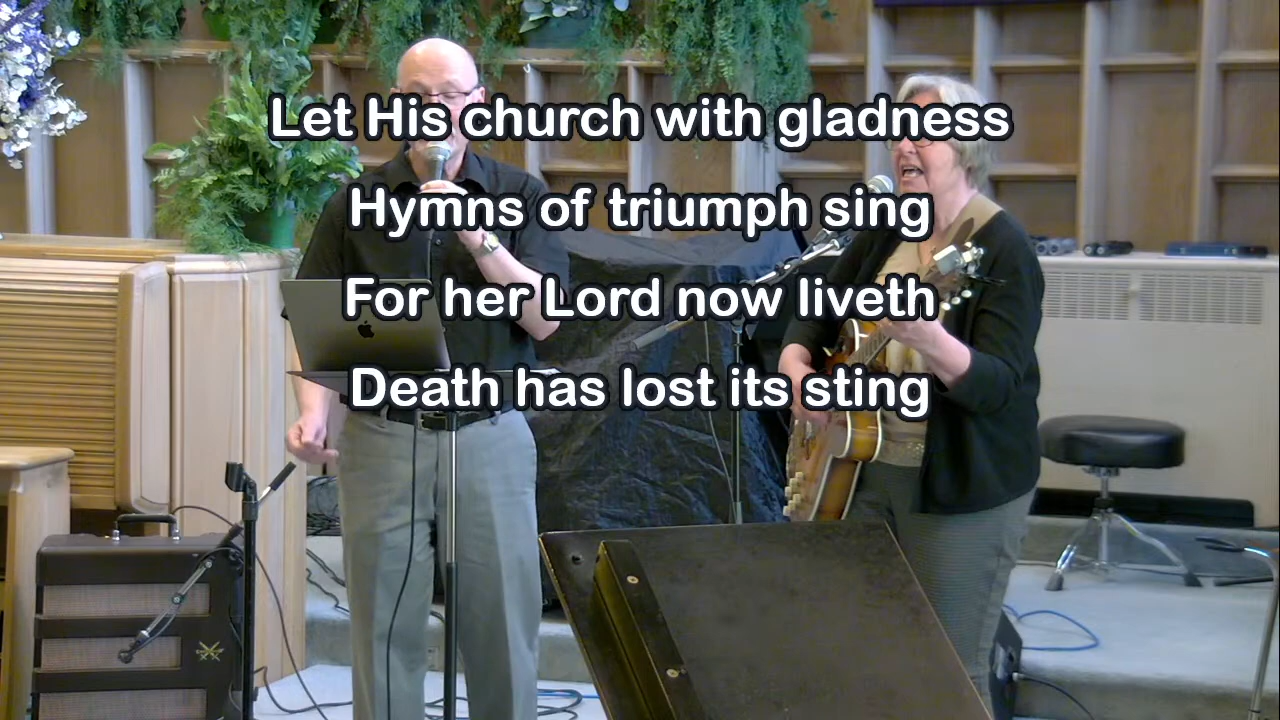 Let His church with gladness
Hymns of triumph sing
For her Lord now liveth
Death has lost its sting